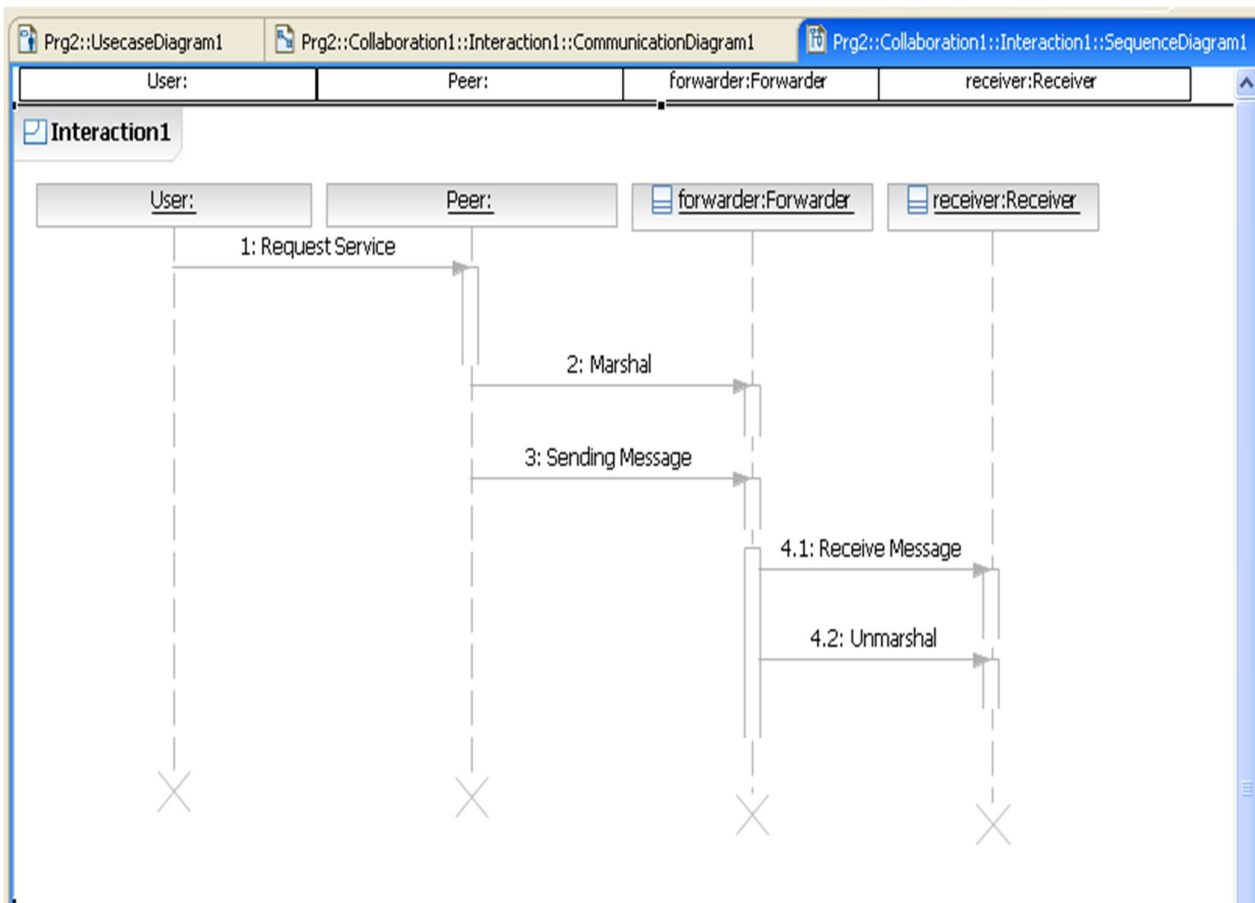 Prg2::UsecaseDiagram1 Prg2::Collaboration1::Interaction1::CommunicationDiagram1 Prg2::Collaboration1::Interaction1::SequenceDiagram1
User: Peer: forwarder:Forwarder receiver:Receiver
Interaction1
User: Peer: forwarder:Forwarder receiver:Receiver
1: Request Service
2: Marshal
3: Sending Message
4.1: Receive Message
4.2: Unmarshal